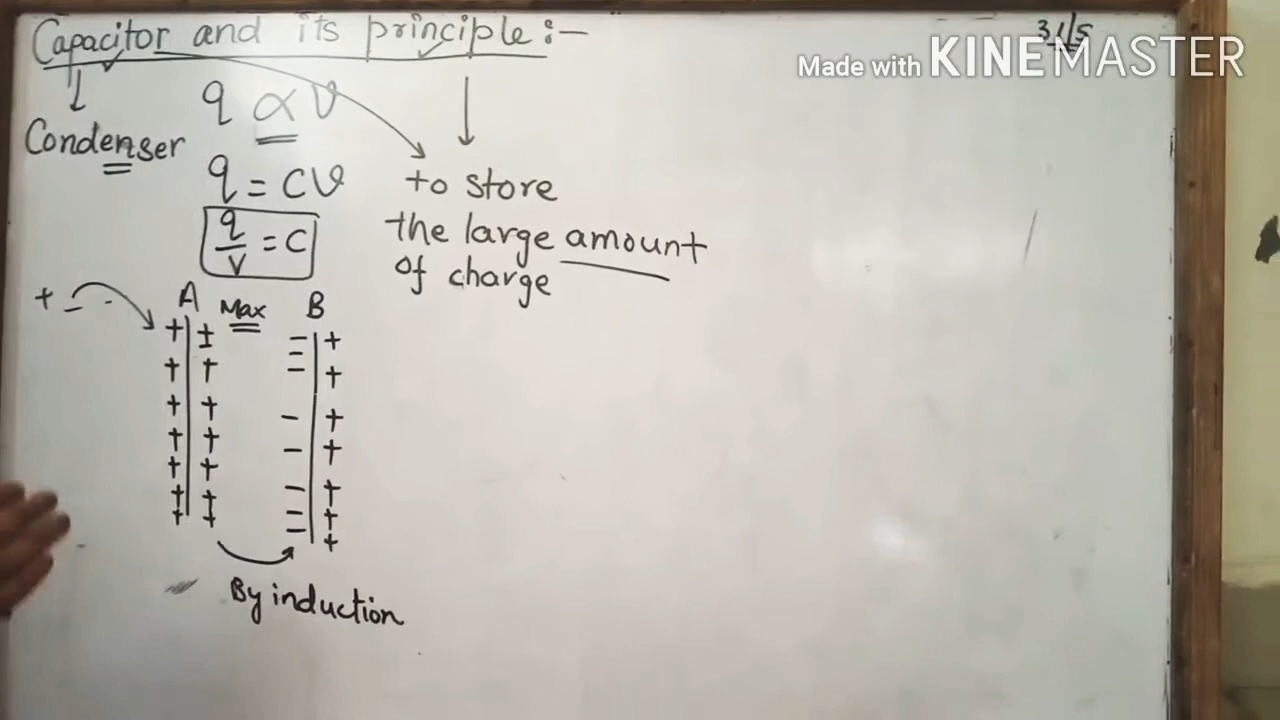 Capacitor and its principle :-
31/5
Made with KINEMASTER
Condenser
q ∝ V
q = CV
q/V = C
to store
the large amount
of charge
+ - -
A Max B
+ ± - +
-
+ + - +
+ + - +
+ + - +
+ +
+ + - +
+ + - +
- +
By induction